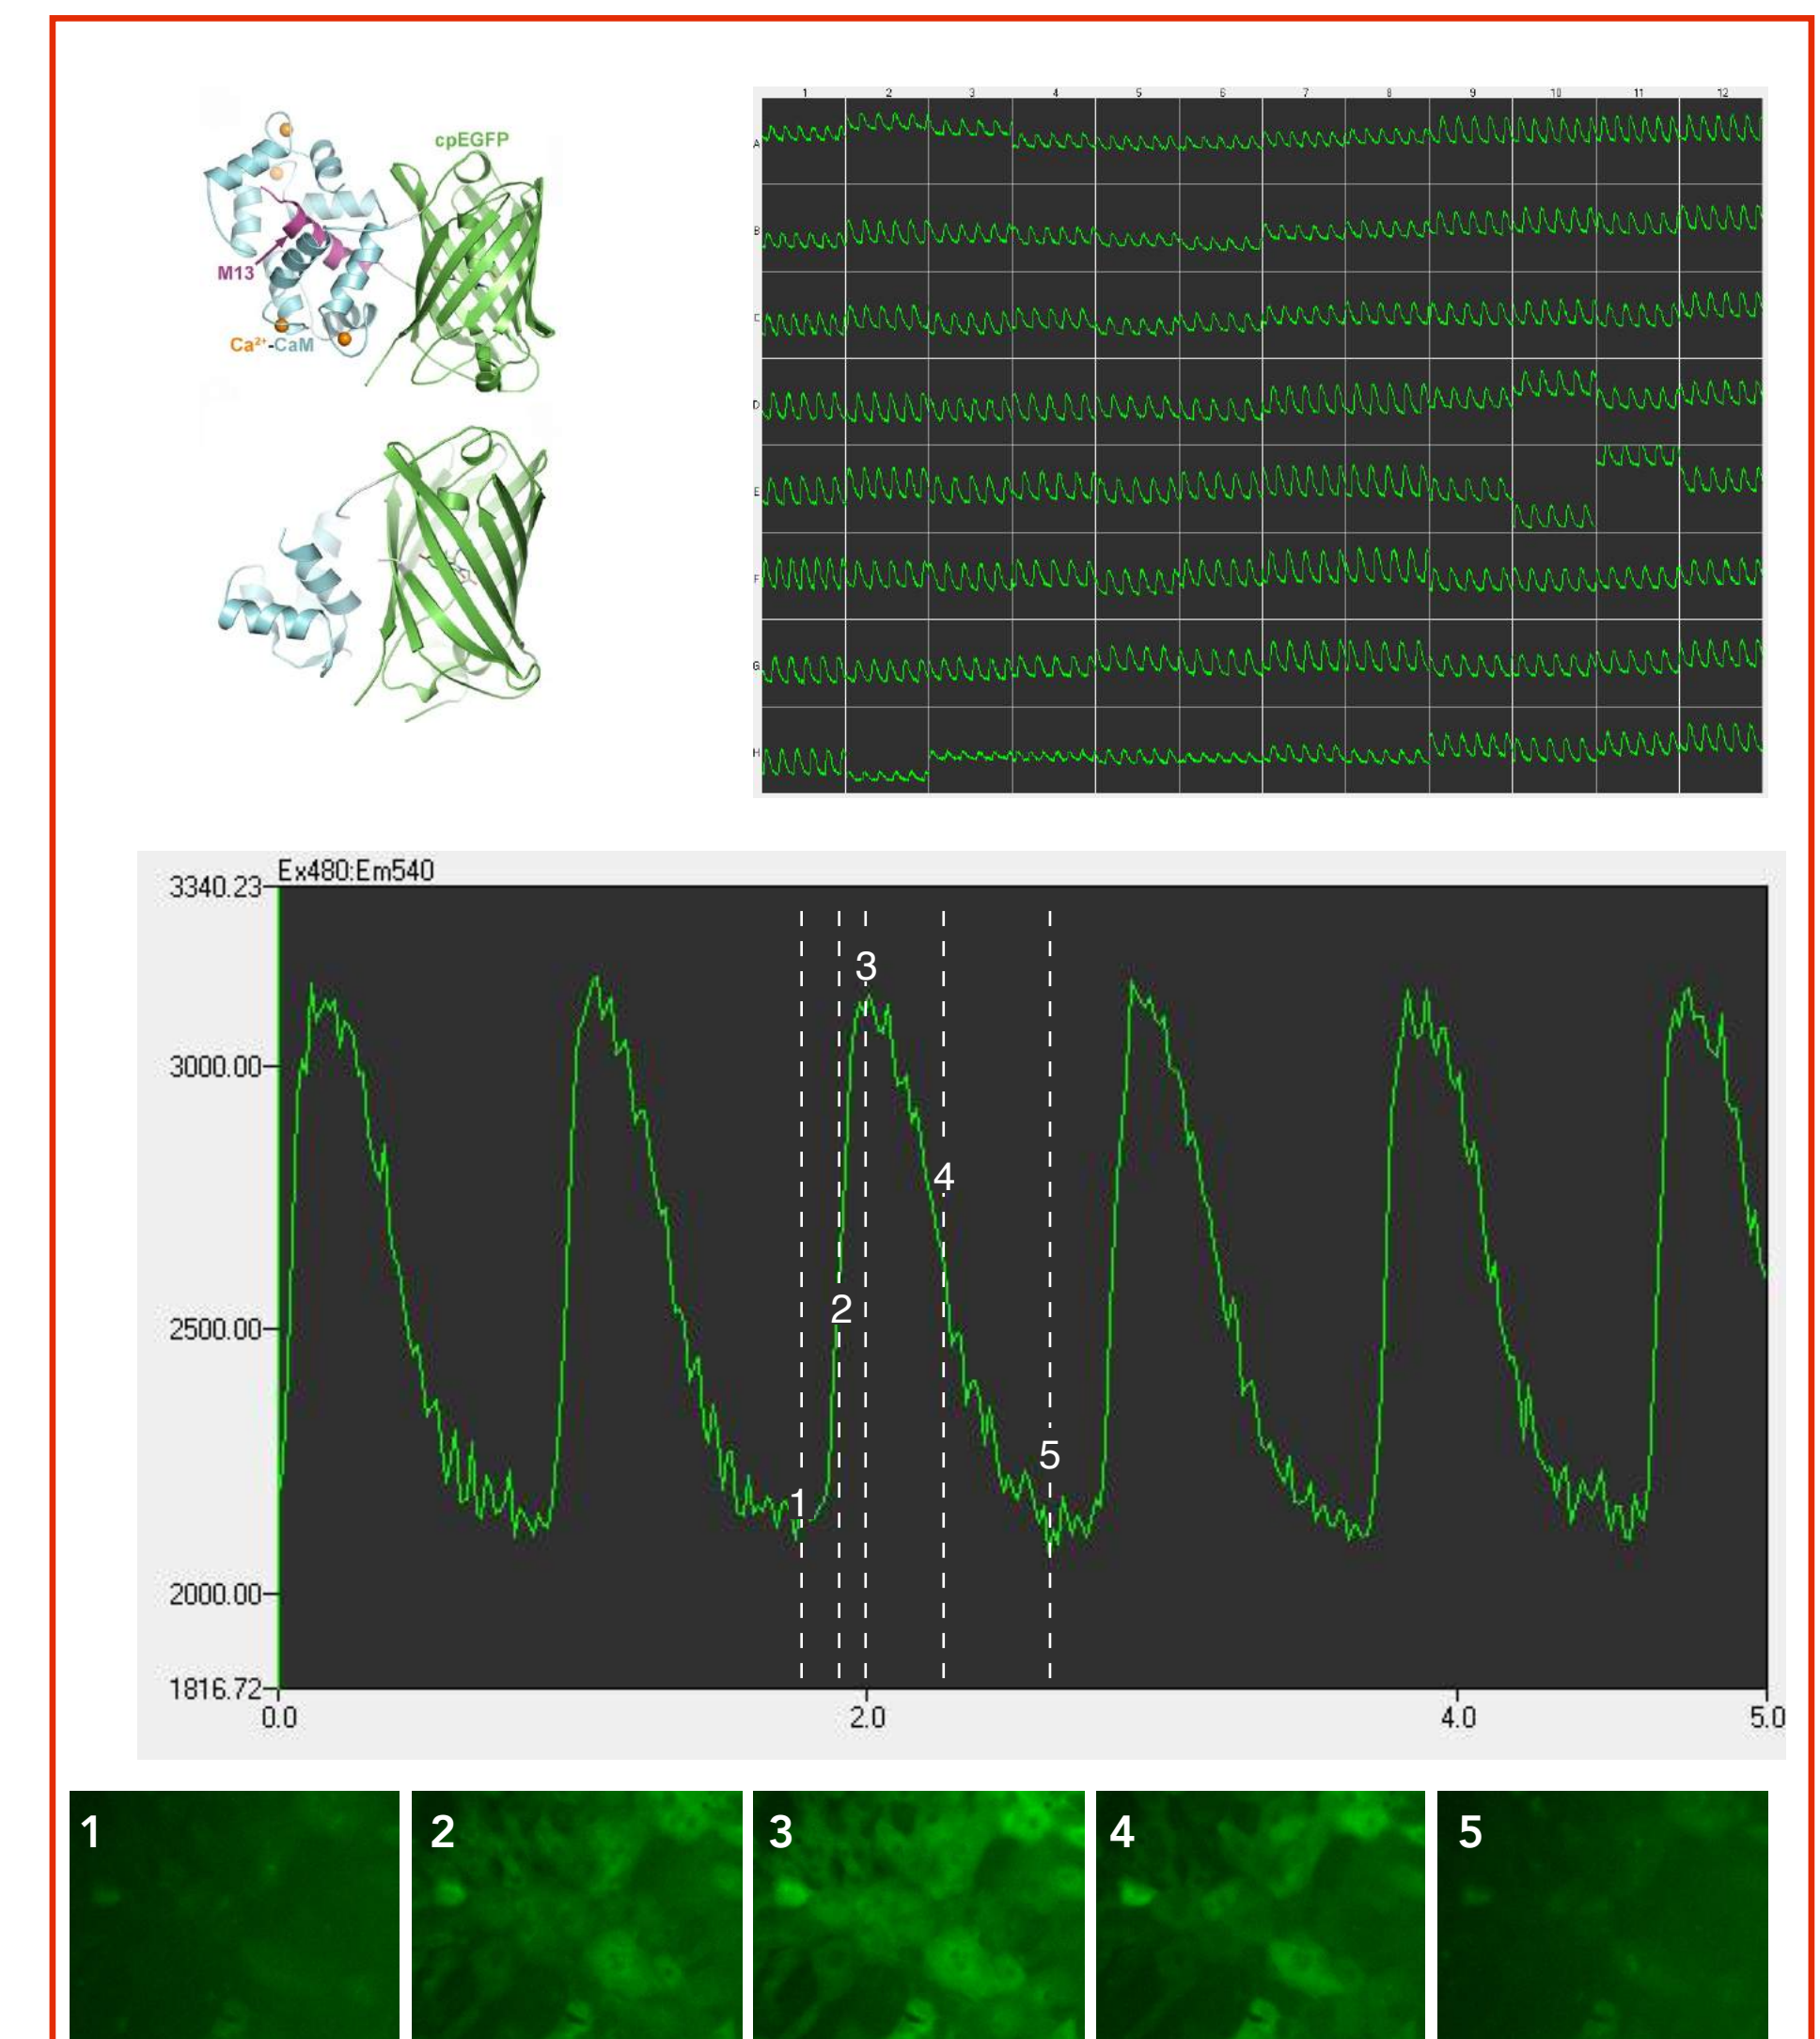 cpEGFP
M13
Ca²⁺-CaM
1 2 3 4 5 6 7 8 9 10 11 12
A
B
C
D
E
F
G
H
Ex480:Em540
3340.23
3000.00
2500.00
2000.00
1816.72
3
4
2
5
1
0.0 2.0 4.0 5.0
1 2 3 4 5